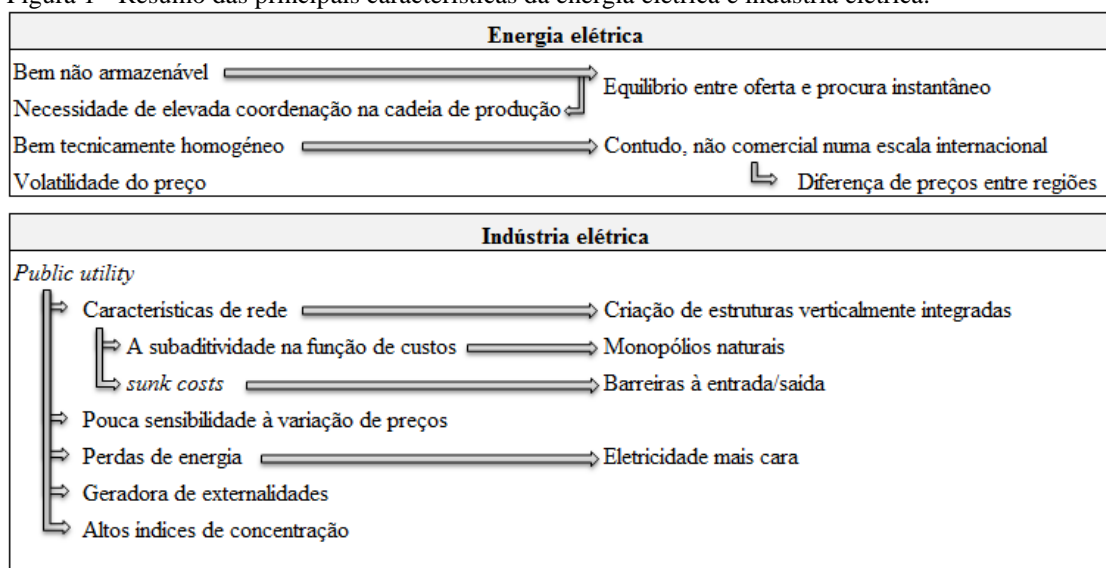 Figura 1 - Resumo das principais características da energia elétrica e indústria elétrica.
Energia elétrica
Bem não armazenável
Equilibrio entre oferta e procura instantâneo
Necessidade de elevada coordenação na cadeia de produção
Bem tecnicamente homogéneo
Contudo, não comercial numa escala internacional
Volatilidade do preço
Diferença de preços entre regiões
Indústria elétrica
Public utility
Características de rede
Criação de estruturas verticalmente integradas
A subaditividade na função de custos
Monopólios naturais
sunk costs
Barreiras à entrada/saída
Pouca sensibilidade à variação de preços
Perdas de energia
Eletricidade mais cara
Geradora de externalidades
Altos índices de concentração